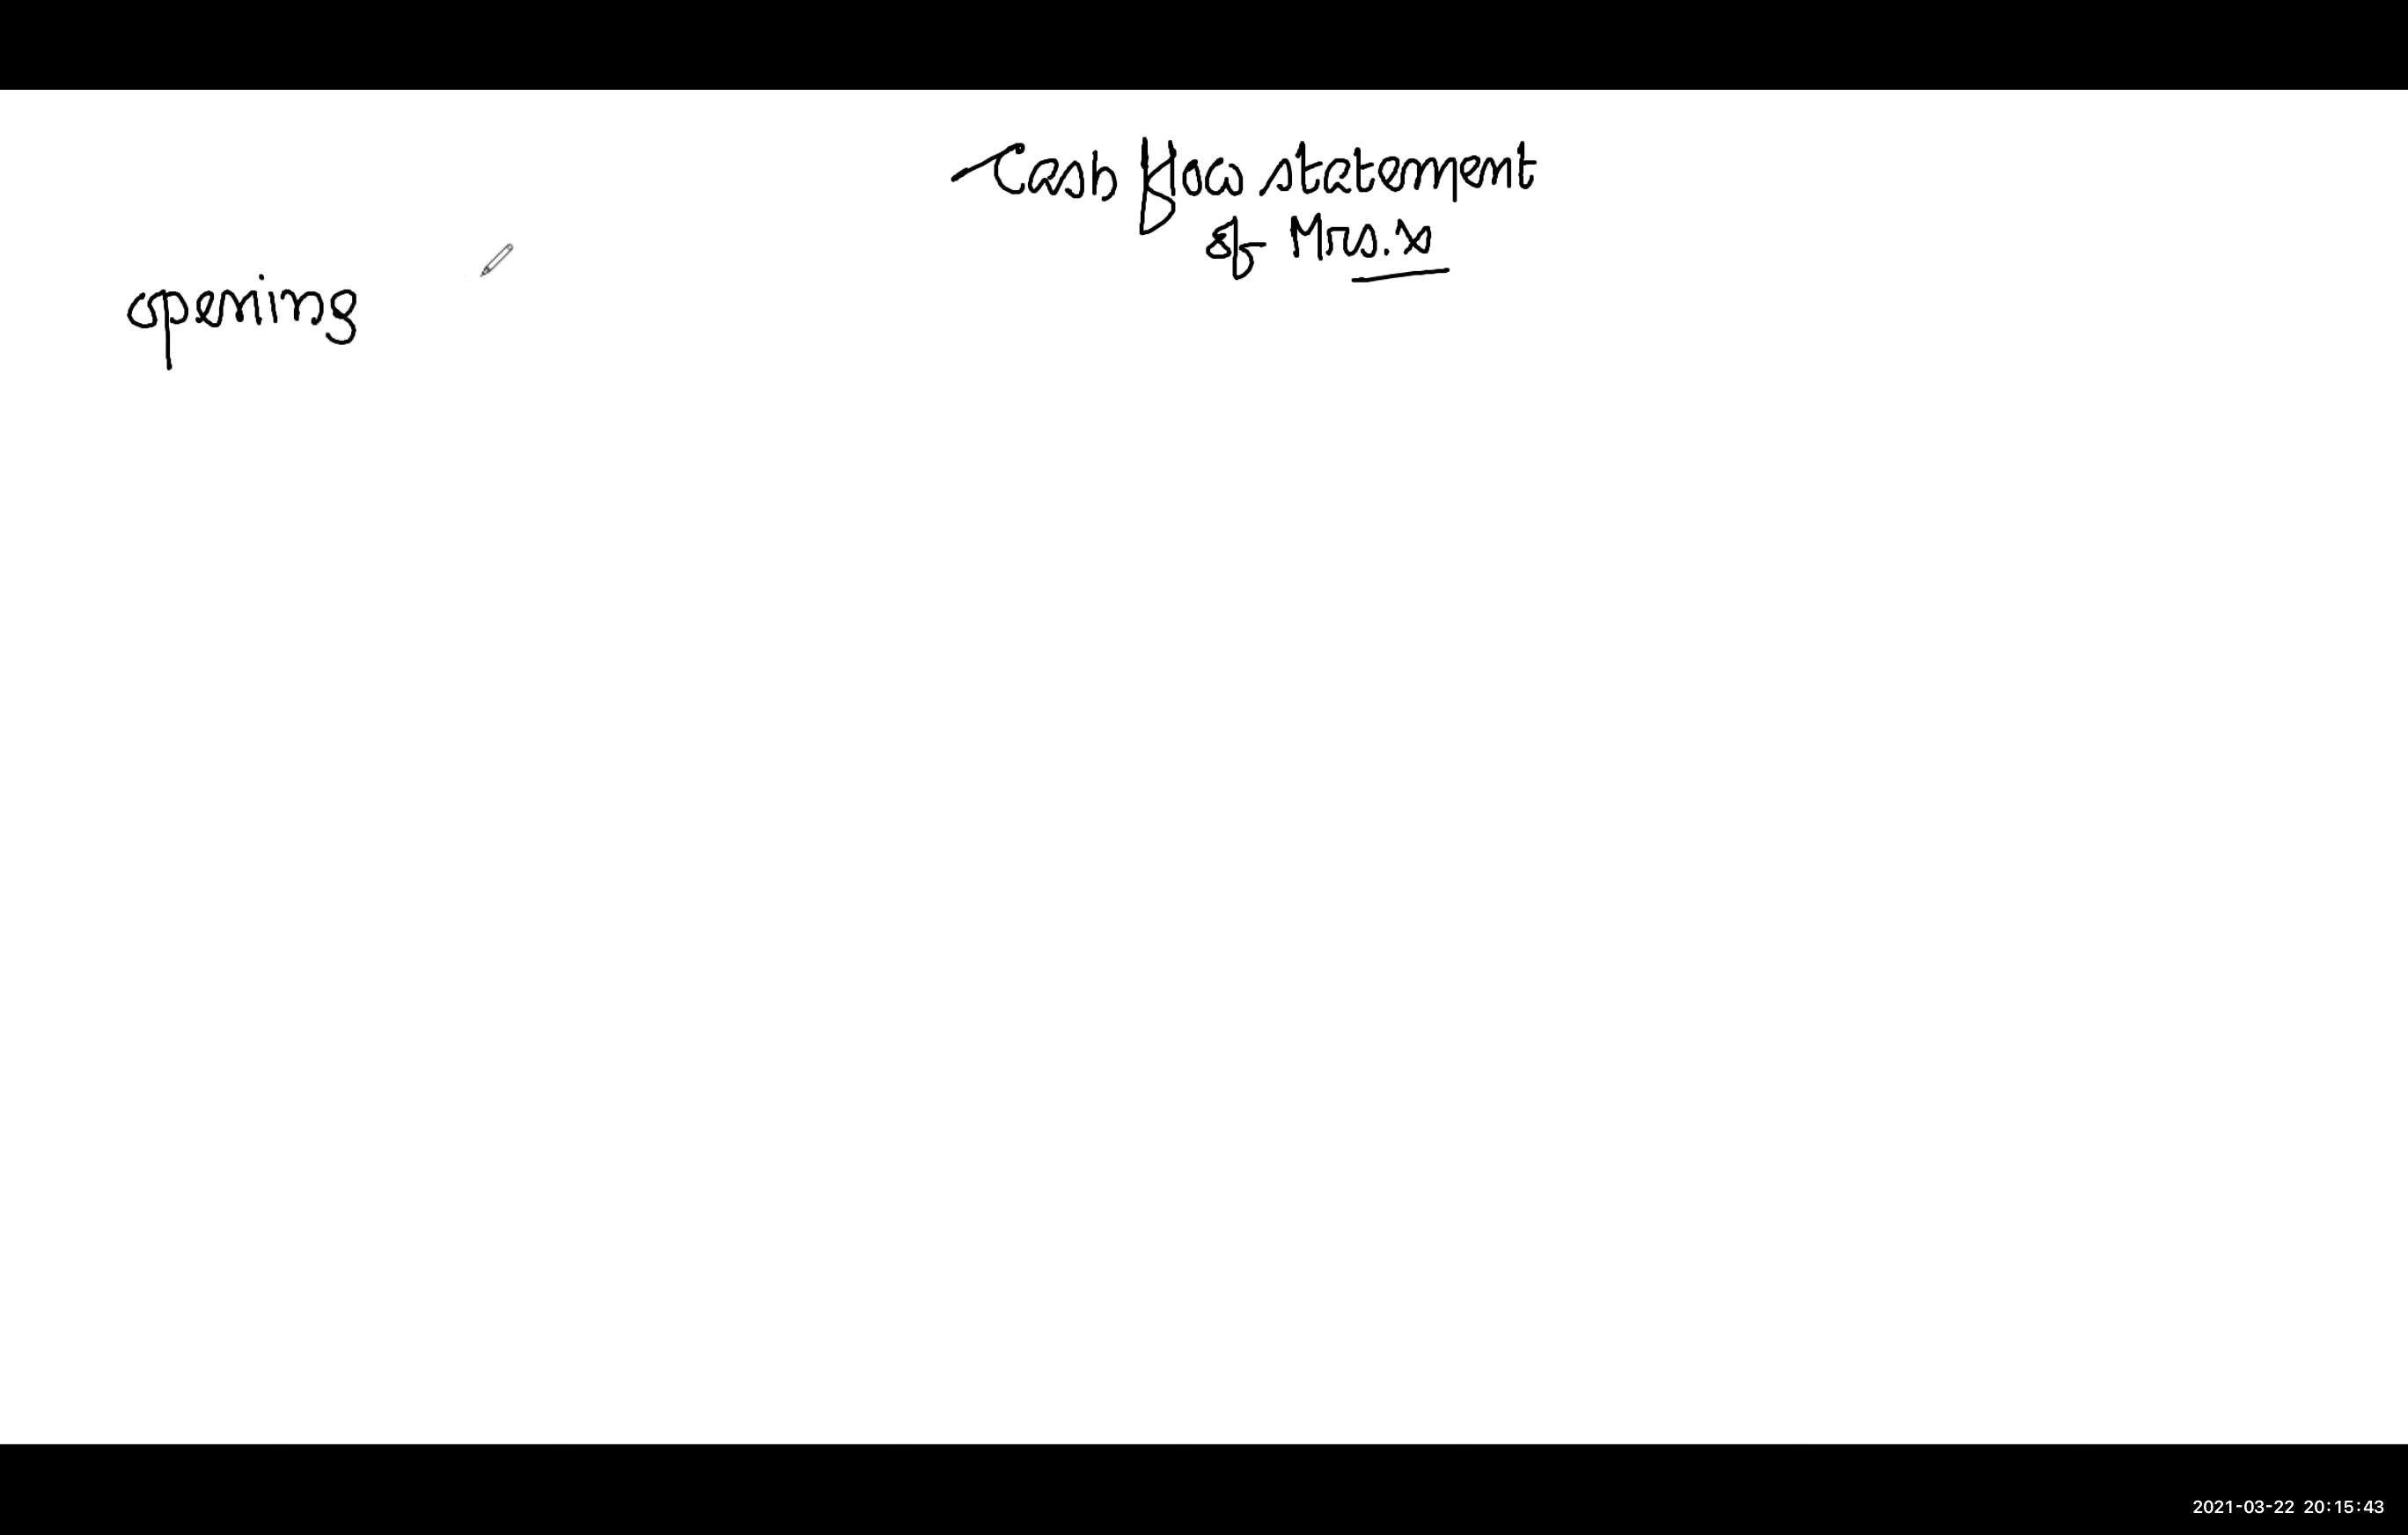 Cash flow statement
of Mrs. X
opening
2021-03-22 20:15:43